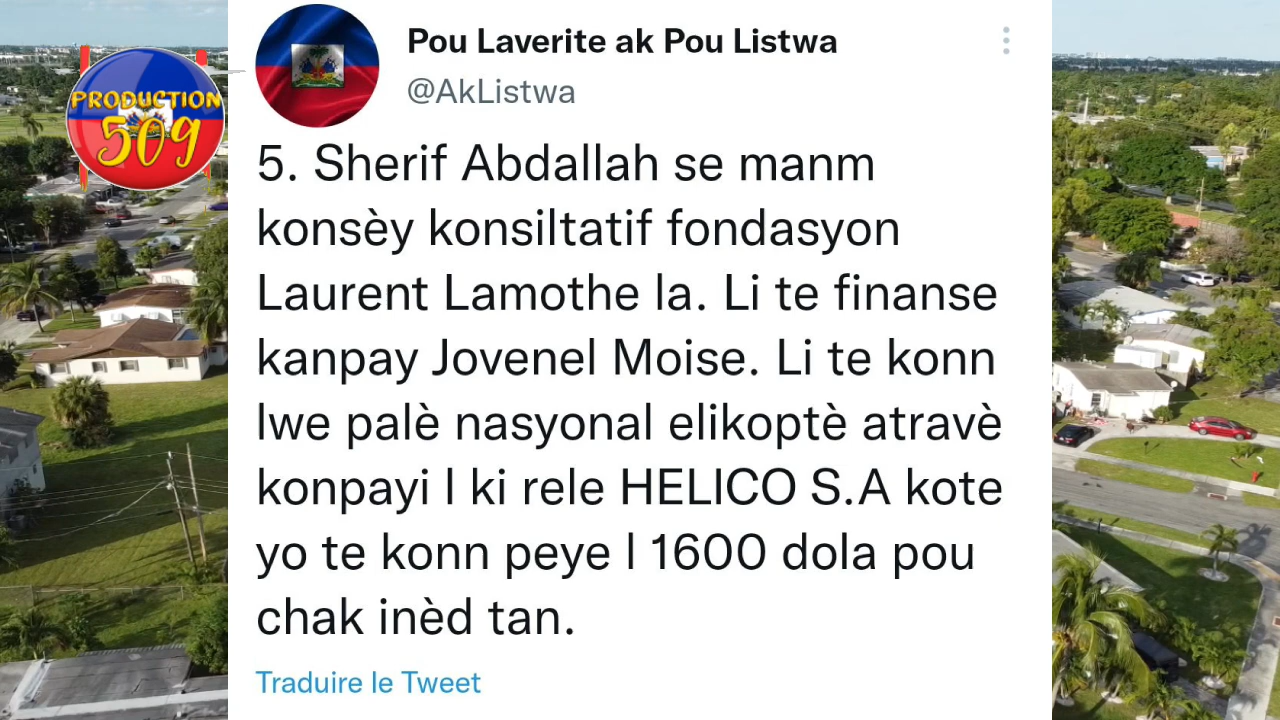 PRODUCTION
509
Pou Laverite ak Pou Listwa
@AkListwa
5. Sherif Abdallah se manm
konsèy konsiltatif fondasyon
Laurent Lamothe la. Li te finanse
kanpay Jovenel Moise. Li te konn
lwe palè nasyonal elikoptè atravè
konpayi l ki rele HELICO S.A kote
yo te konn peye l 1600 dola pou
chak inèd tan.
Traduire le Tweet